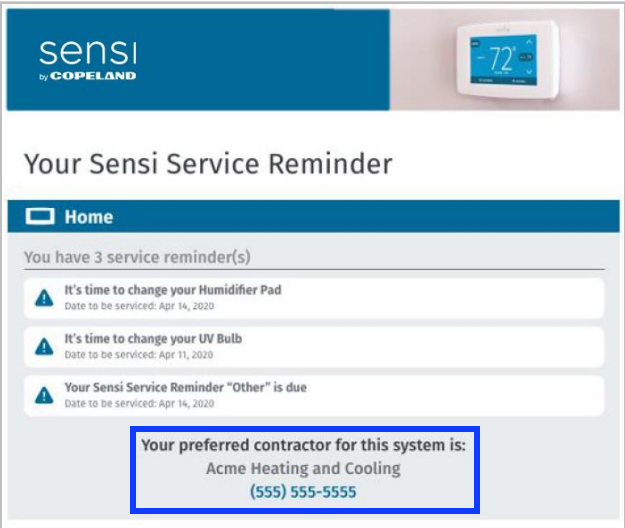 sensi
by COPELAND
72°
Your Sensi Service Reminder
Home
You have 3 service reminder(s)
It's time to change your Humidifier Pad
Date to be serviced: Apr 14, 2020
It's time to change your UV Bulb
Date to be serviced: Apr 11, 2020
Your Sensi Service Reminder “Other” is due
Date to be serviced: Apr 14, 2020
Your preferred contractor for this system is:
Acme Heating and Cooling
(555) 555-5555